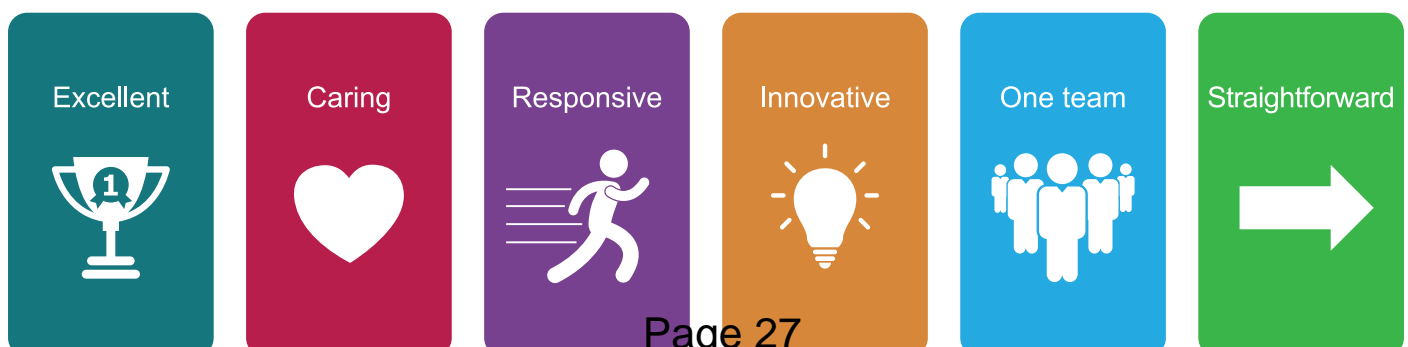 Excellent
Caring
Responsive
Innovative
One team
Straightforward
1
Page 27